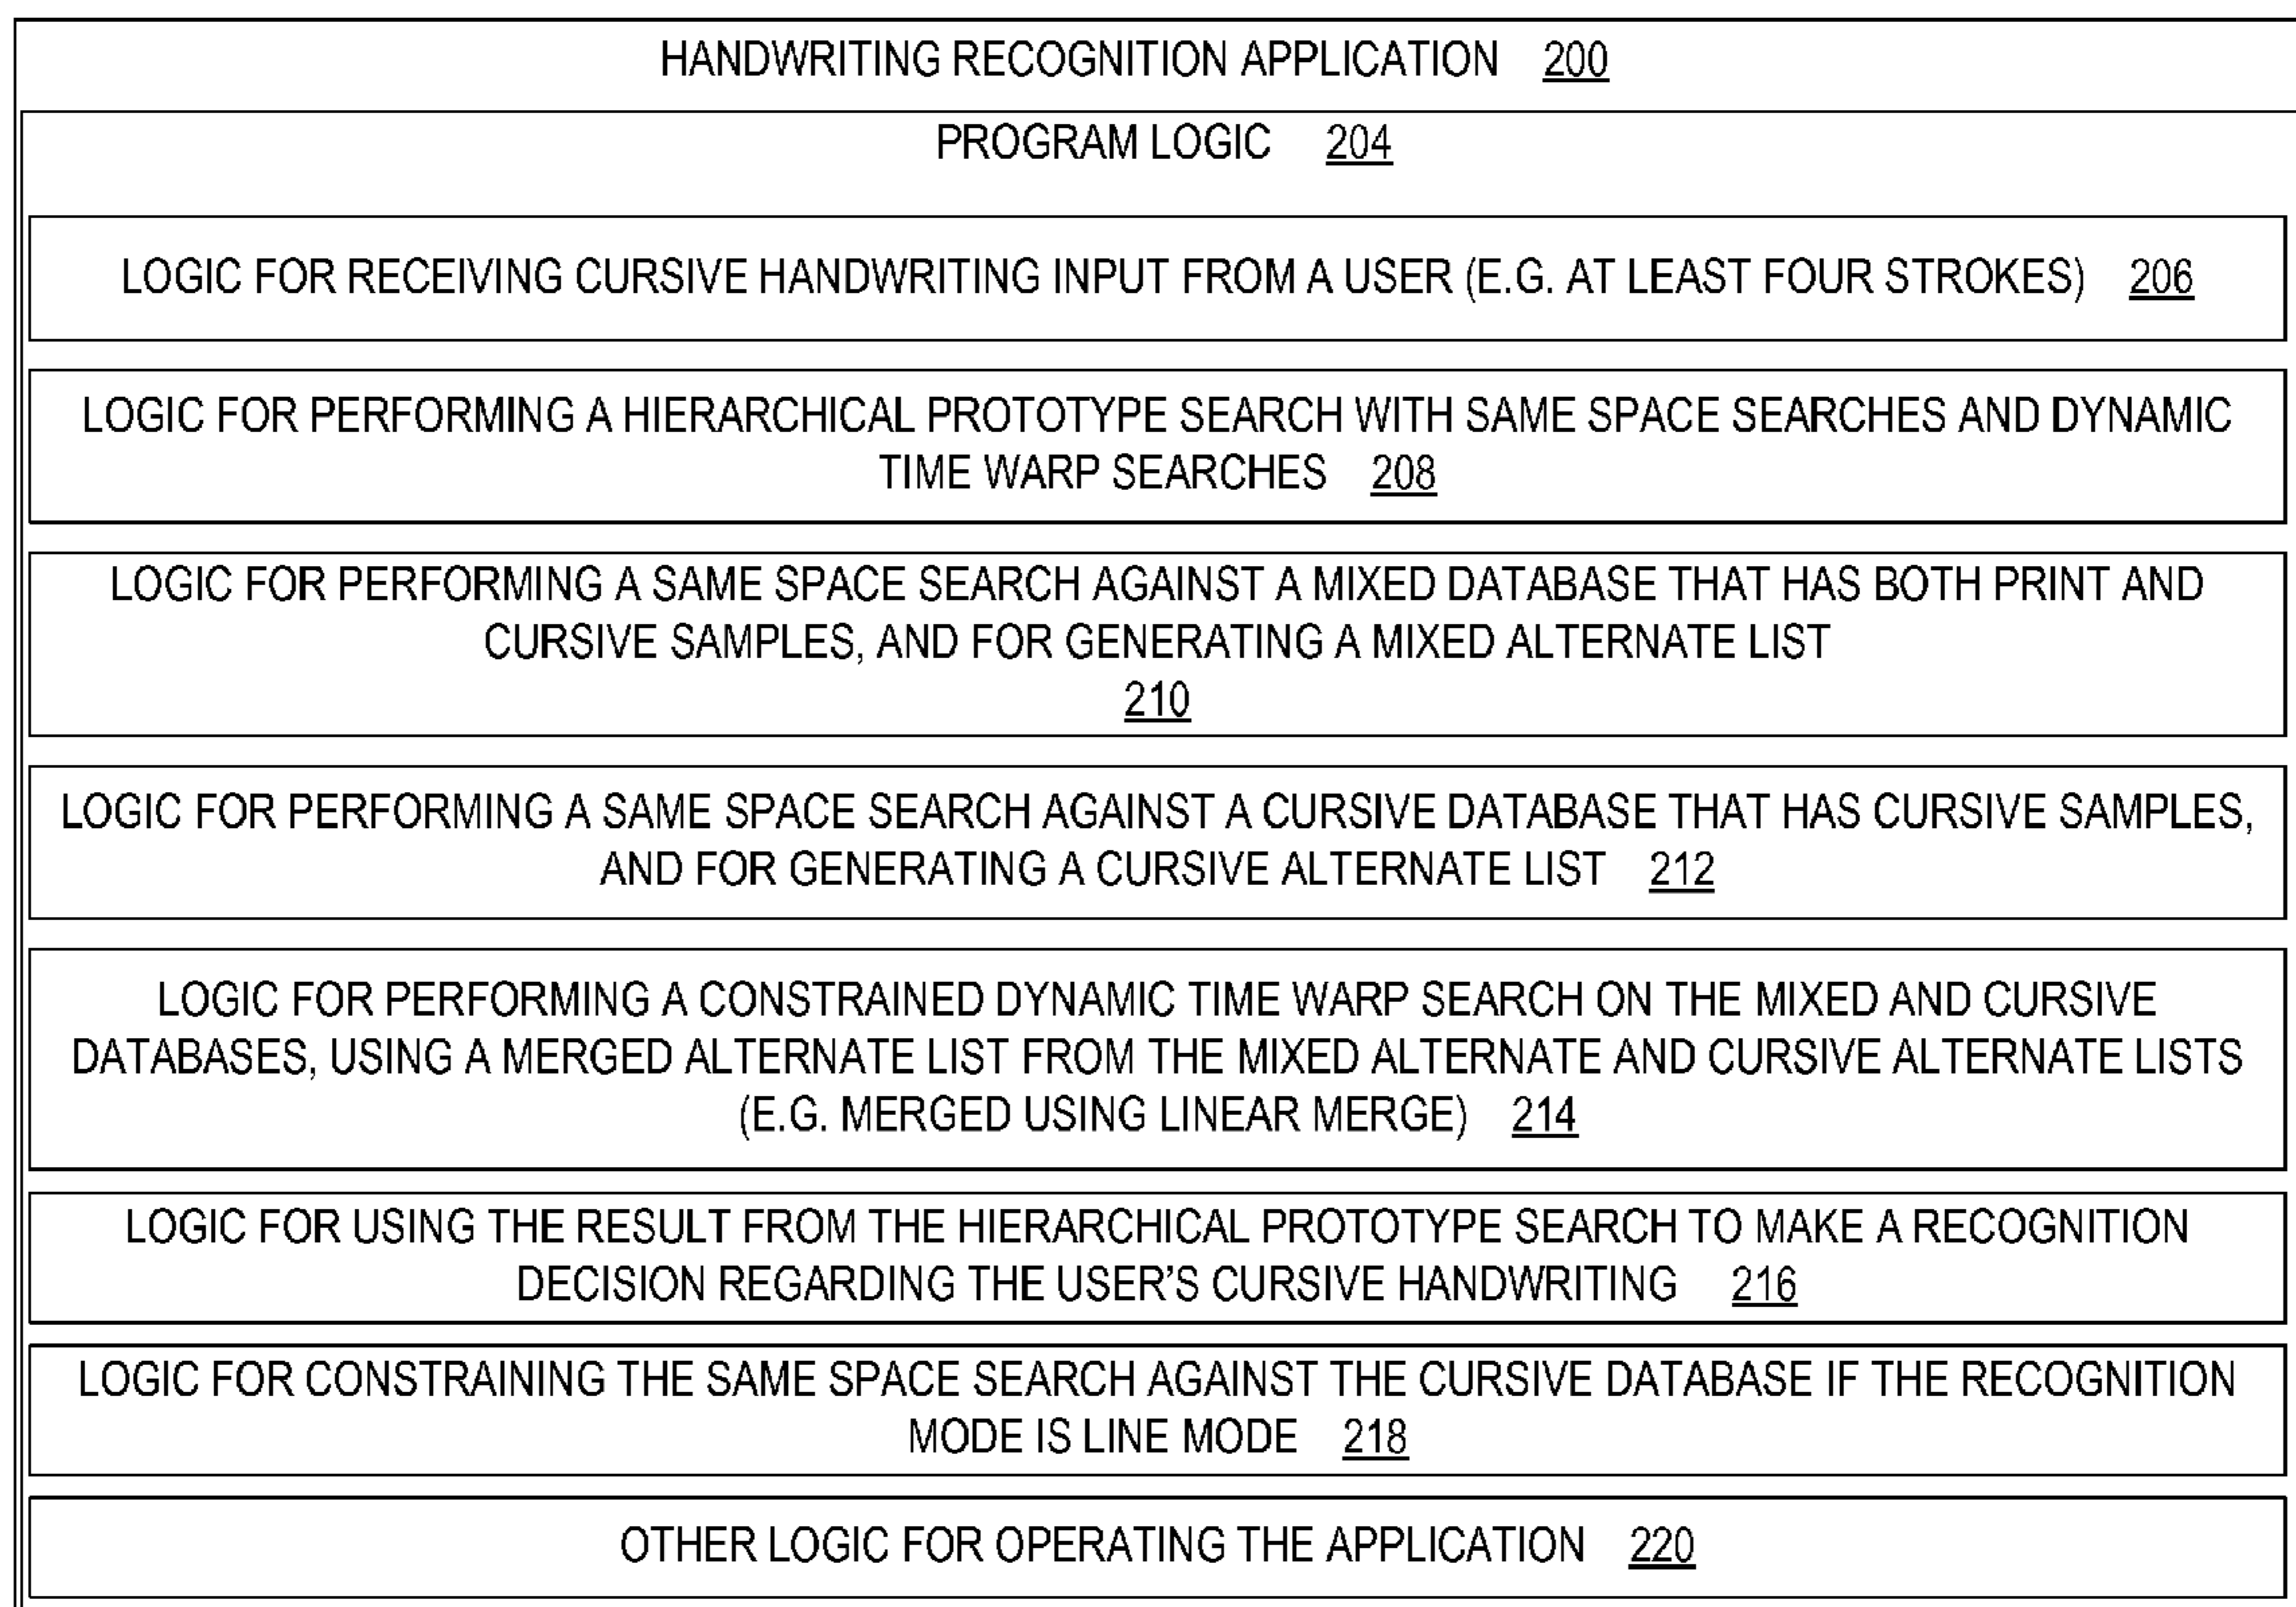 HANDWRITING RECOGNITION APPLICATION 200
PROGRAM LOGIC 204
LOGIC FOR RECEIVING CURSIVE HANDWRITING INPUT FROM A USER (E.G. AT LEAST FOUR STROKES) 206
LOGIC FOR PERFORMING A HIERARCHICAL PROTOTYPE SEARCH WITH SAME SPACE SEARCHES AND DYNAMIC
TIME WARP SEARCHES 208
LOGIC FOR PERFORMING A SAME SPACE SEARCH AGAINST A MIXED DATABASE THAT HAS BOTH PRINT AND
CURSIVE SAMPLES, AND FOR GENERATING A MIXED ALTERNATE LIST
210
LOGIC FOR PERFORMING A SAME SPACE SEARCH AGAINST A CURSIVE DATABASE THAT HAS CURSIVE SAMPLES,
AND FOR GENERATING A CURSIVE ALTERNATE LIST 212
LOGIC FOR PERFORMING A CONSTRAINED DYNAMIC TIME WARP SEARCH ON THE MIXED AND CURSIVE
DATABASES, USING A MERGED ALTERNATE LIST FROM THE MIXED ALTERNATE AND CURSIVE ALTERNATE LISTS
(E.G. MERGED USING LINEAR MERGE) 214
LOGIC FOR USING THE RESULT FROM THE HIERARCHICAL PROTOTYPE SEARCH TO MAKE A RECOGNITION
DECISION REGARDING THE USER'S CURSIVE HANDWRITING 216
LOGIC FOR CONSTRAINING THE SAME SPACE SEARCH AGAINST THE CURSIVE DATABASE IF THE RECOGNITION
MODE IS LINE MODE 218
OTHER LOGIC FOR OPERATING THE APPLICATION 220